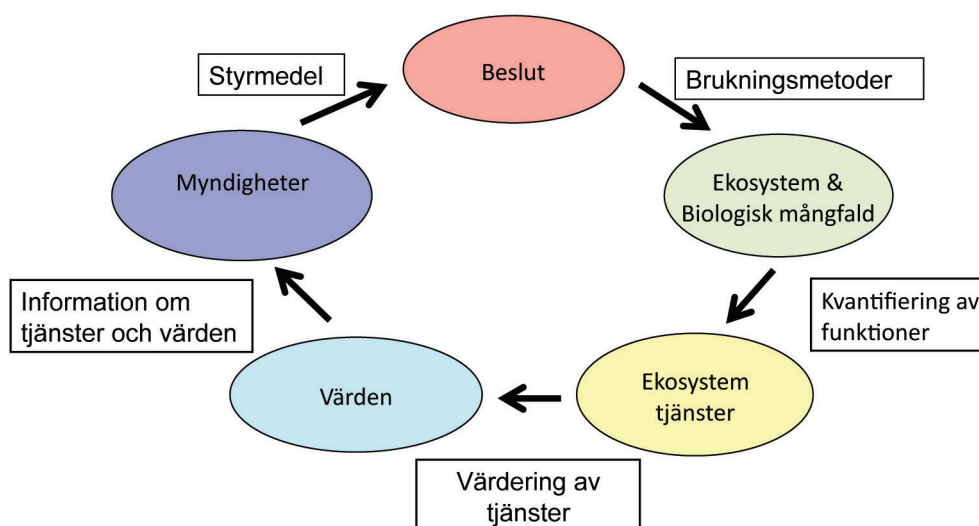 Beslut
Styrmedel
Brukningsmetoder
Myndigheter
Ekosystem &
Biologisk mångfald
Information om
tjänster och värden
Kvantifiering av
funktioner
Värden
Ekosystem
tjänster
Värdering av
tjänster